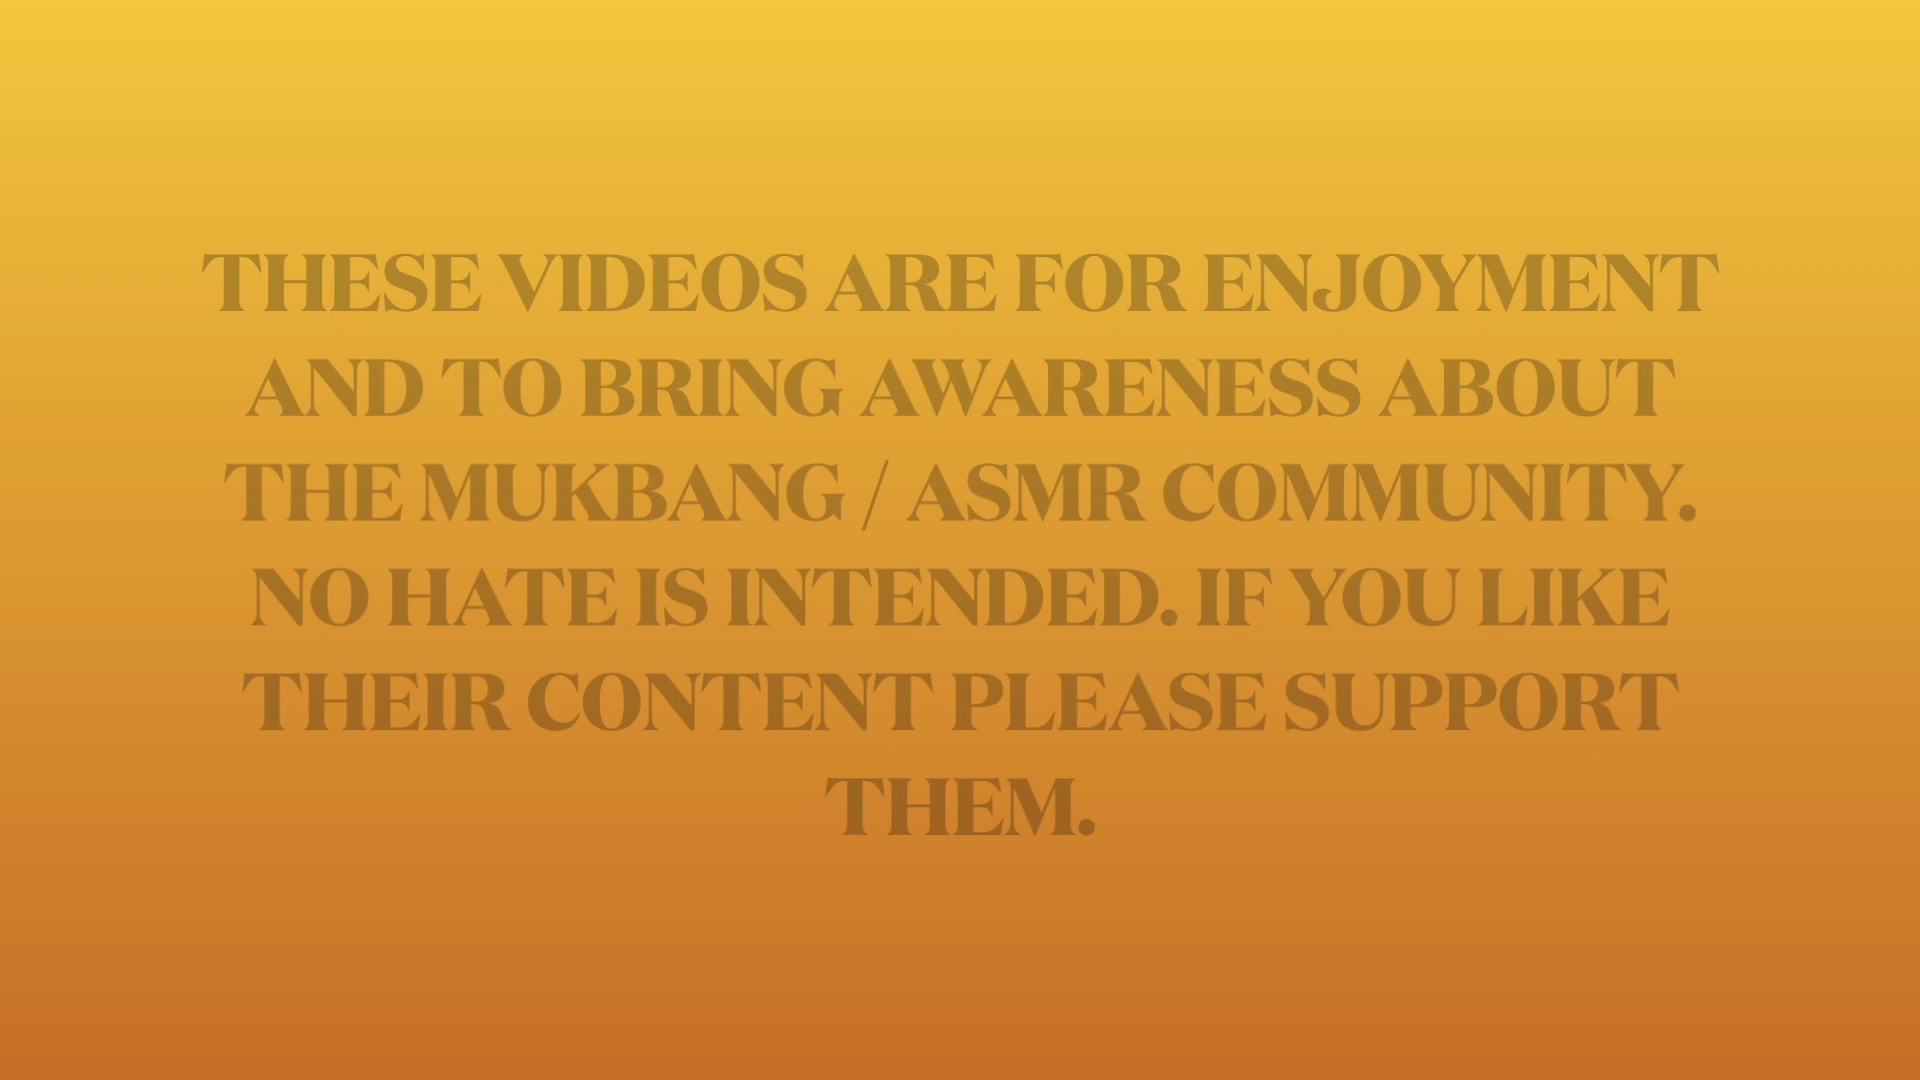 THESE VIDEOS ARE FOR ENJOYMENT
AND TO BRING AWARENESS ABOUT
THE MUKBANG / ASMR COMMUNITY.
NO HATE IS INTENDED. IF YOU LIKE
THEIR CONTENT PLEASE SUPPORT
THEM.